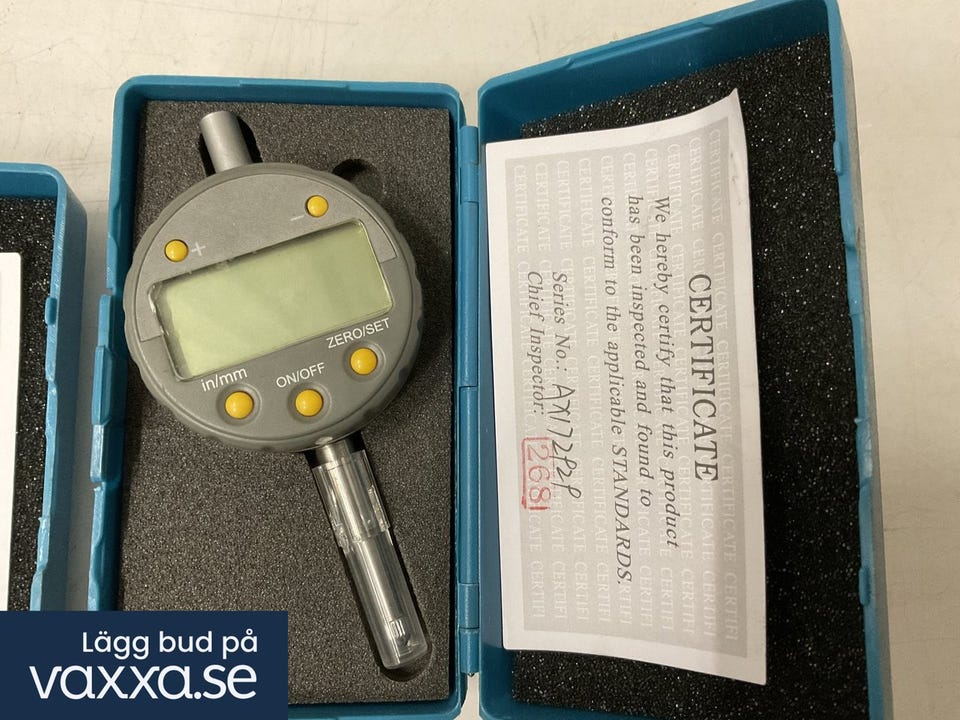 +
−
in/mm
ON/OFF
ZERO/SET
CERTIFICATE
We hereby certify that this product
has been inspected and found to
conform to the applicable STANDARDS.
Series No.:
Chief Inspector:
268
Lägg bud på
vaxxa.se